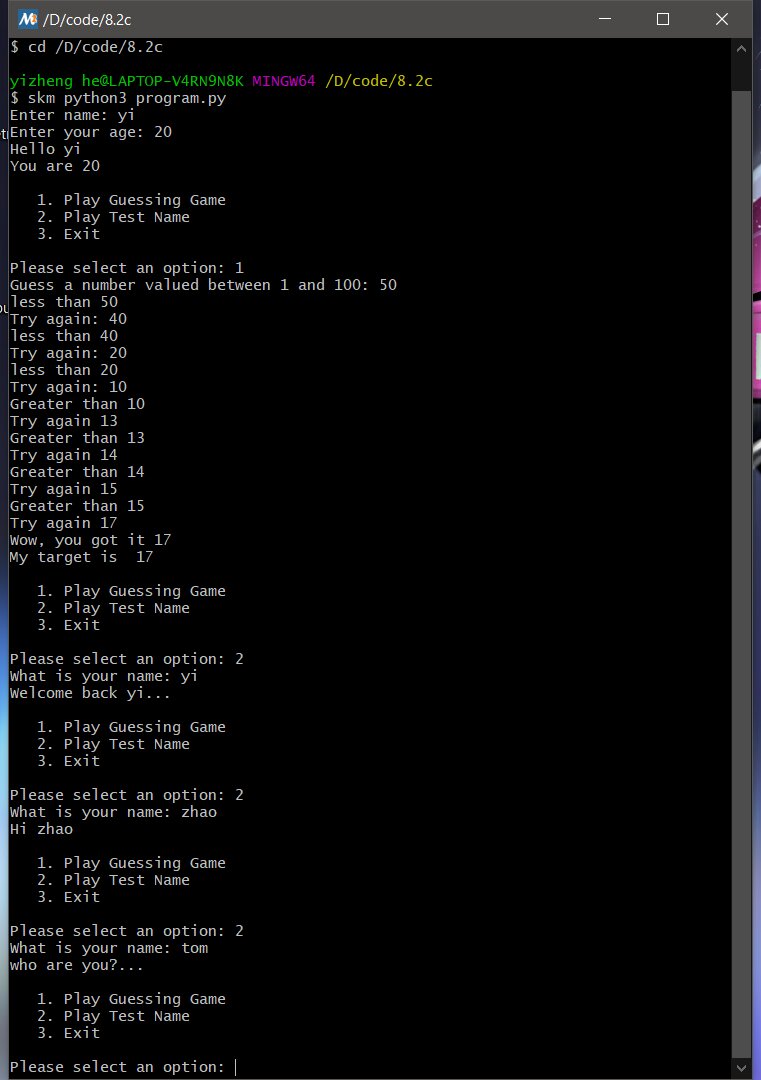 /D/code/8.2c
$ cd /D/code/8.2c
yizheng he@LAPTOP-V4RN9N8K MINGW64 /D/code/8.2c
$ skm python3 program.py
Enter name: yi
Enter your age: 20
Hello yi
You are 20
1. Play Guessing Game
2. Play Test Name
3. Exit
Please select an option: 1
Guess a number valued between 1 and 100: 50
less than 50
Try again: 40
less than 40
Try again: 20
less than 20
Try again: 10
Greater than 10
Try again 13
Greater than 13
Try again 14
Greater than 14
Try again 15
Greater than 15
Try again 17
Wow, you got it 17
My target is  17
1. Play Guessing Game
2. Play Test Name
3. Exit
Please select an option: 2
What is your name: yi
Welcome back yi...
1. Play Guessing Game
2. Play Test Name
3. Exit
Please select an option: 2
What is your name: zhao
Hi zhao
1. Play Guessing Game
2. Play Test Name
3. Exit
Please select an option: 2
What is your name: tom
who are you?...
1. Play Guessing Game
2. Play Test Name
3. Exit
Please select an option: